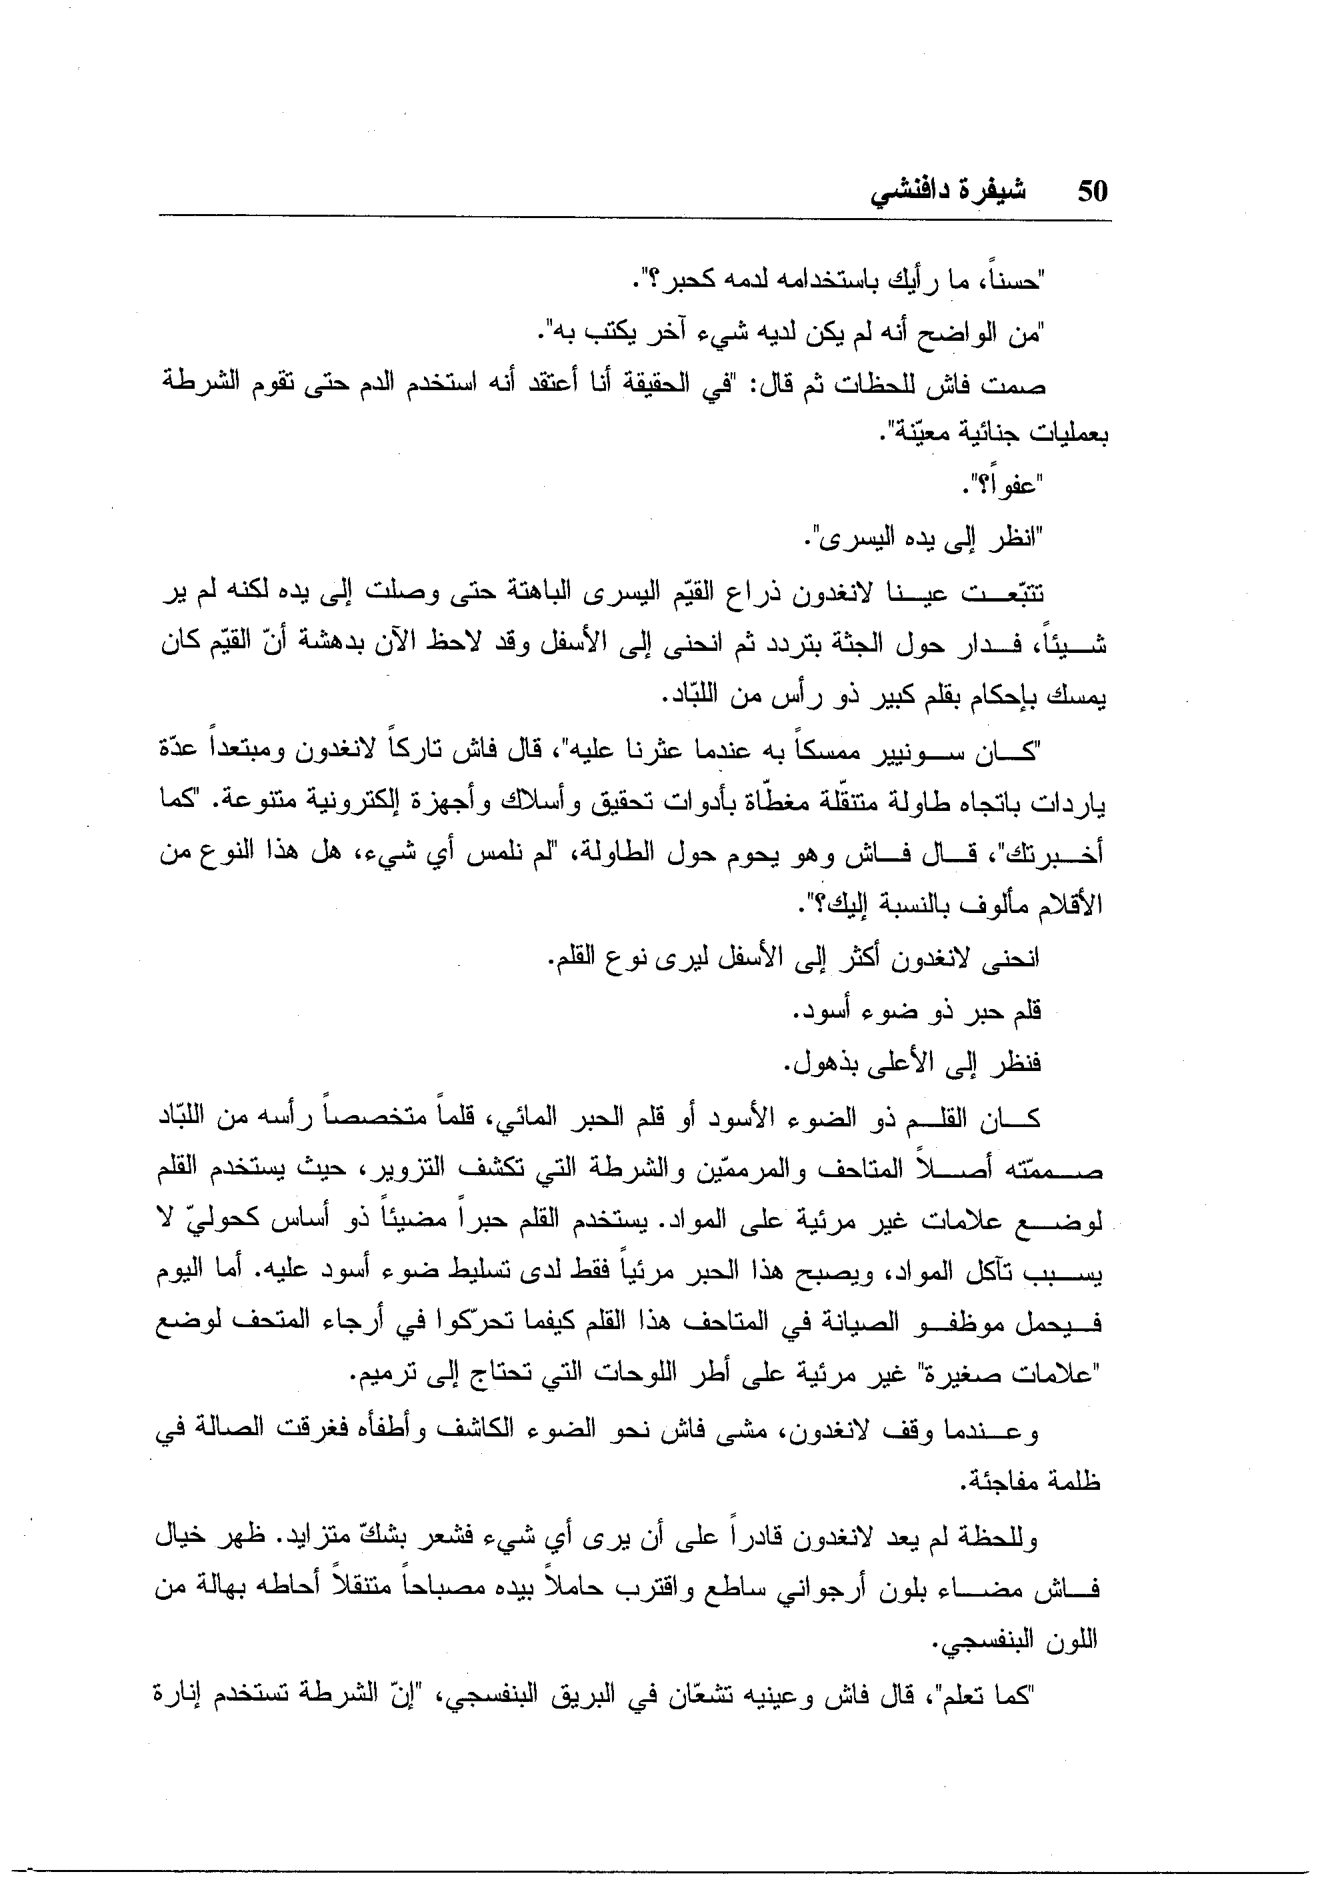 50 شيفرة دافنشي
"حسناً، ما رأيك باستخدامه لدمه كحبر؟".
"من الواضح أنه لم يكن لديه شيء آخر يكتب به".
صمت فاش للحظات ثم قال: "في الحقيقة أنا أعتقد أنه استخدم الدم حتى تقوم الشرطة
بعمليات جنائية معيّنة".
"عفواً؟".
"انظر إلى يده اليسرى".
تتبّعت عينا لانغدون ذراع القيّم اليسرى الباهتة حتى وصلت إلى يده لكنه لم ير
شيئاً، فدار حول الجثة بتردد ثم انحنى إلى الأسفل وقد لاحظ الآن بدهشة أنّ القيّم كان
يمسك بإحكام بقلم كبير ذو رأس من اللبّاد.
"كان سونيير ممسكاً به عندما عثرنا عليه"، قال فاش تاركاً لانغدون ومبتعداً عدّة
ياردات باتجاه طاولة متنقّلة مغطّاة بأدوات تحقيق وأسلاك وأجهزة إلكترونية متنوعة. "كما
أخبرتك"، قال فاش وهو يحوم حول الطاولة، "لم نلمس أي شيء، هل هذا النوع من
الأقلام مألوف بالنسبة إليك؟".
انحنى لانغدون أكثر إلى الأسفل ليرى نوع القلم.
قلم حبر ذو ضوء أسود.
فنظر إلى الأعلى بذهول.
كان القلم ذو الضوء الأسود أو قلم الحبر المائي، قلماً متخصصاً رأسه من اللبّاد
صممّته أصلاً المتاحف والمرممّين والشرطة التي تكشف التزوير، حيث يستخدم القلم
لوضع علامات غير مرئية على المواد. يستخدم القلم حبراً مضيئاً ذو أساس كحوليّ لا
يسبب تآكل المواد، ويصبح هذا الحبر مرئياً فقط لدى تسليط ضوء أسود عليه. أما اليوم
فيحمل موظفو الصيانة في المتاحف هذا القلم كيفما تحرّكوا في أرجاء المتحف لوضع
"علامات صغيرة" غير مرئية على أطر اللوحات التي تحتاج إلى ترميم.
وعندما وقف لانغدون، مشى فاش نحو الضوء الكاشف وأطفأه فغرقت الصالة في
ظلمة مفاجئة.
وللحظة لم يعد لانغدون قادراً على أن يرى أي شيء فشعر بشكّ متزايد. ظهر خيال
فاش مضاء بلون أرجواني ساطع واقترب حاملاً بيده مصباحاً متنقلاً أحاطه بهالة من
اللون البنفسجي.
"كما تعلم"، قال فاش وعينيه تشعّان في البريق البنفسجي، "إنّ الشرطة تستخدم إنارة